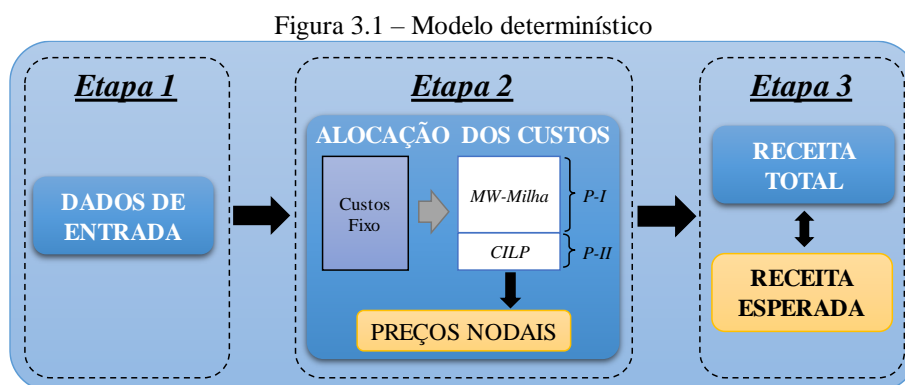 Figura 3.1 – Modelo determinístico
Etapa 1
DADOS DE
ENTRADA
Etapa 2
ALOCAÇÃO DOS CUSTOS
Custos
Fixo
MW-Milha
P-I
CILP
P-II
PREÇOS NODAIS
Etapa 3
RECEITA
TOTAL
RECEITA
ESPERADA